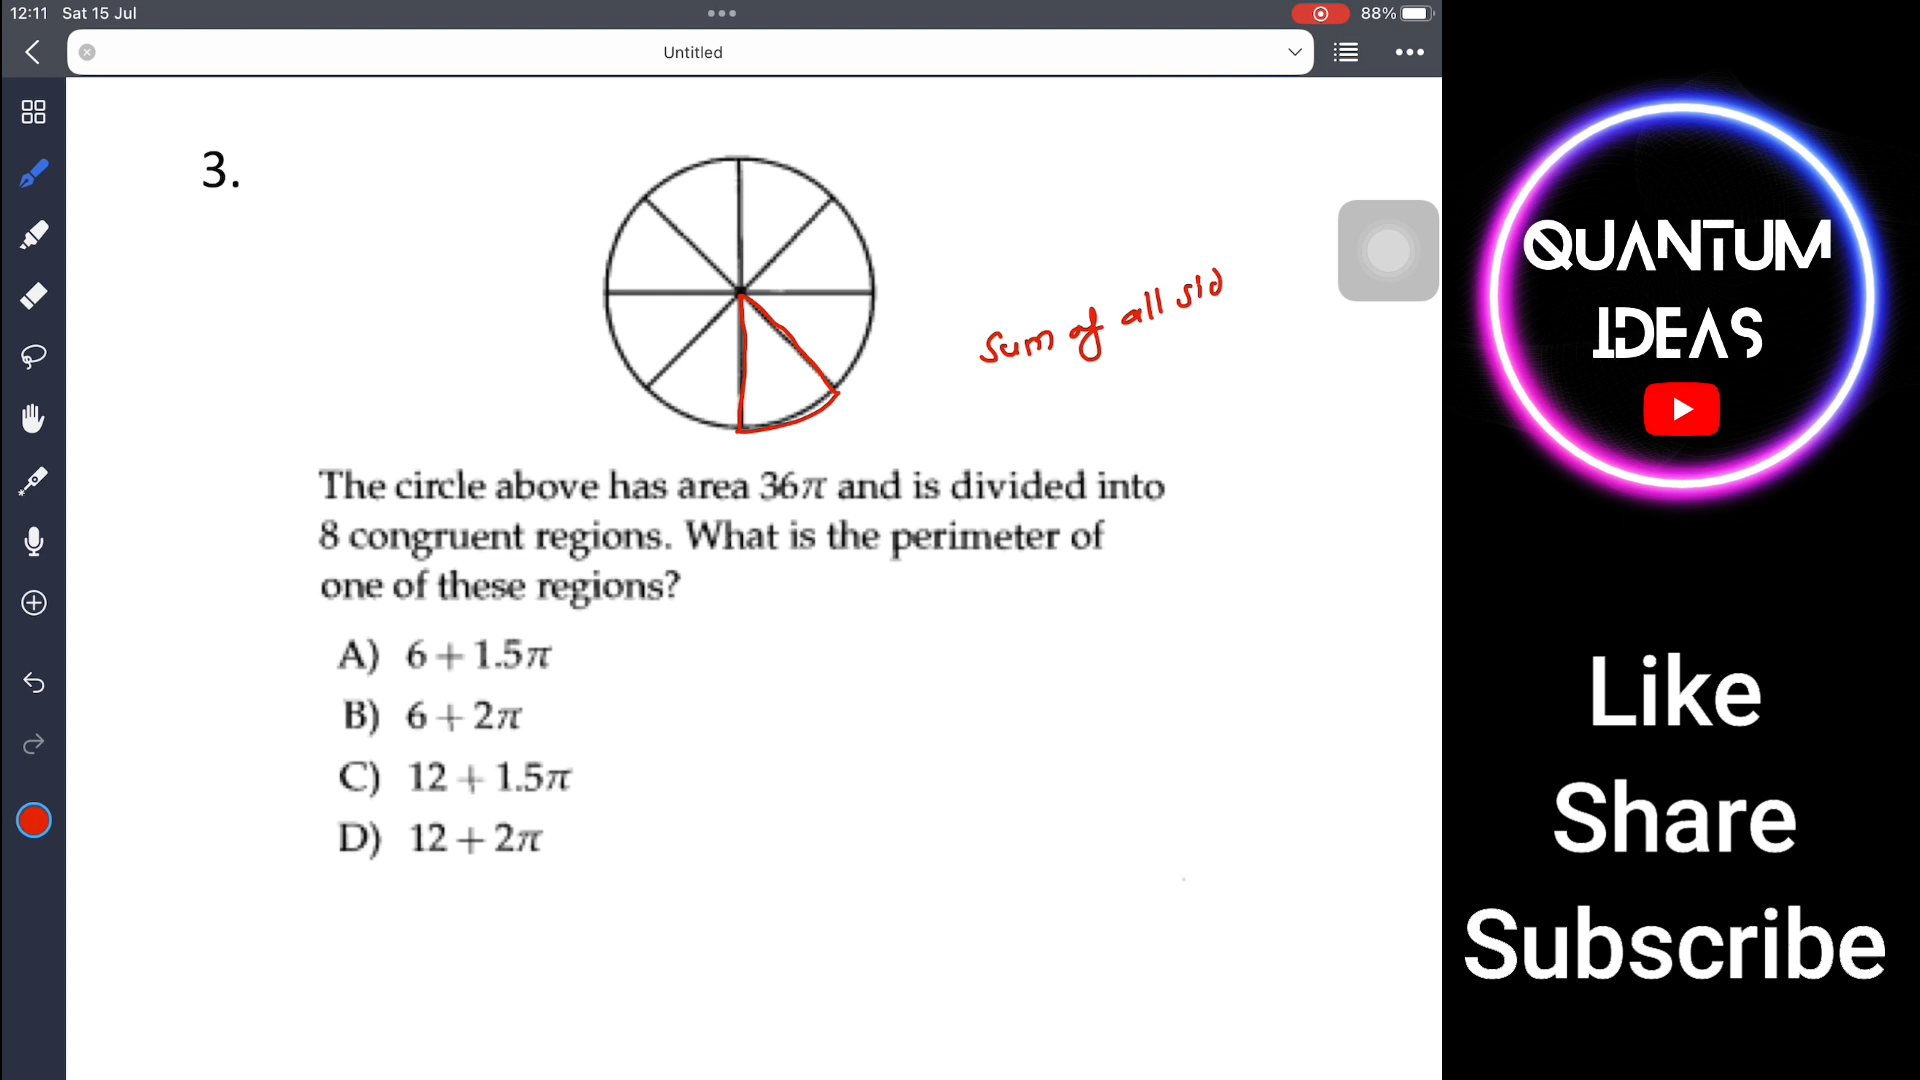 12:11 Sat 15 Jul
88%
Untitled
3.
sum of all sid
The circle above has area 36π and is divided into
8 congruent regions. What is the perimeter of
one of these regions?
A) 6 + 1.5π
B) 6 + 2π
C) 12 + 1.5π
D) 12 + 2π
QUANTUM
IDEAS
Like
Share
Subscribe